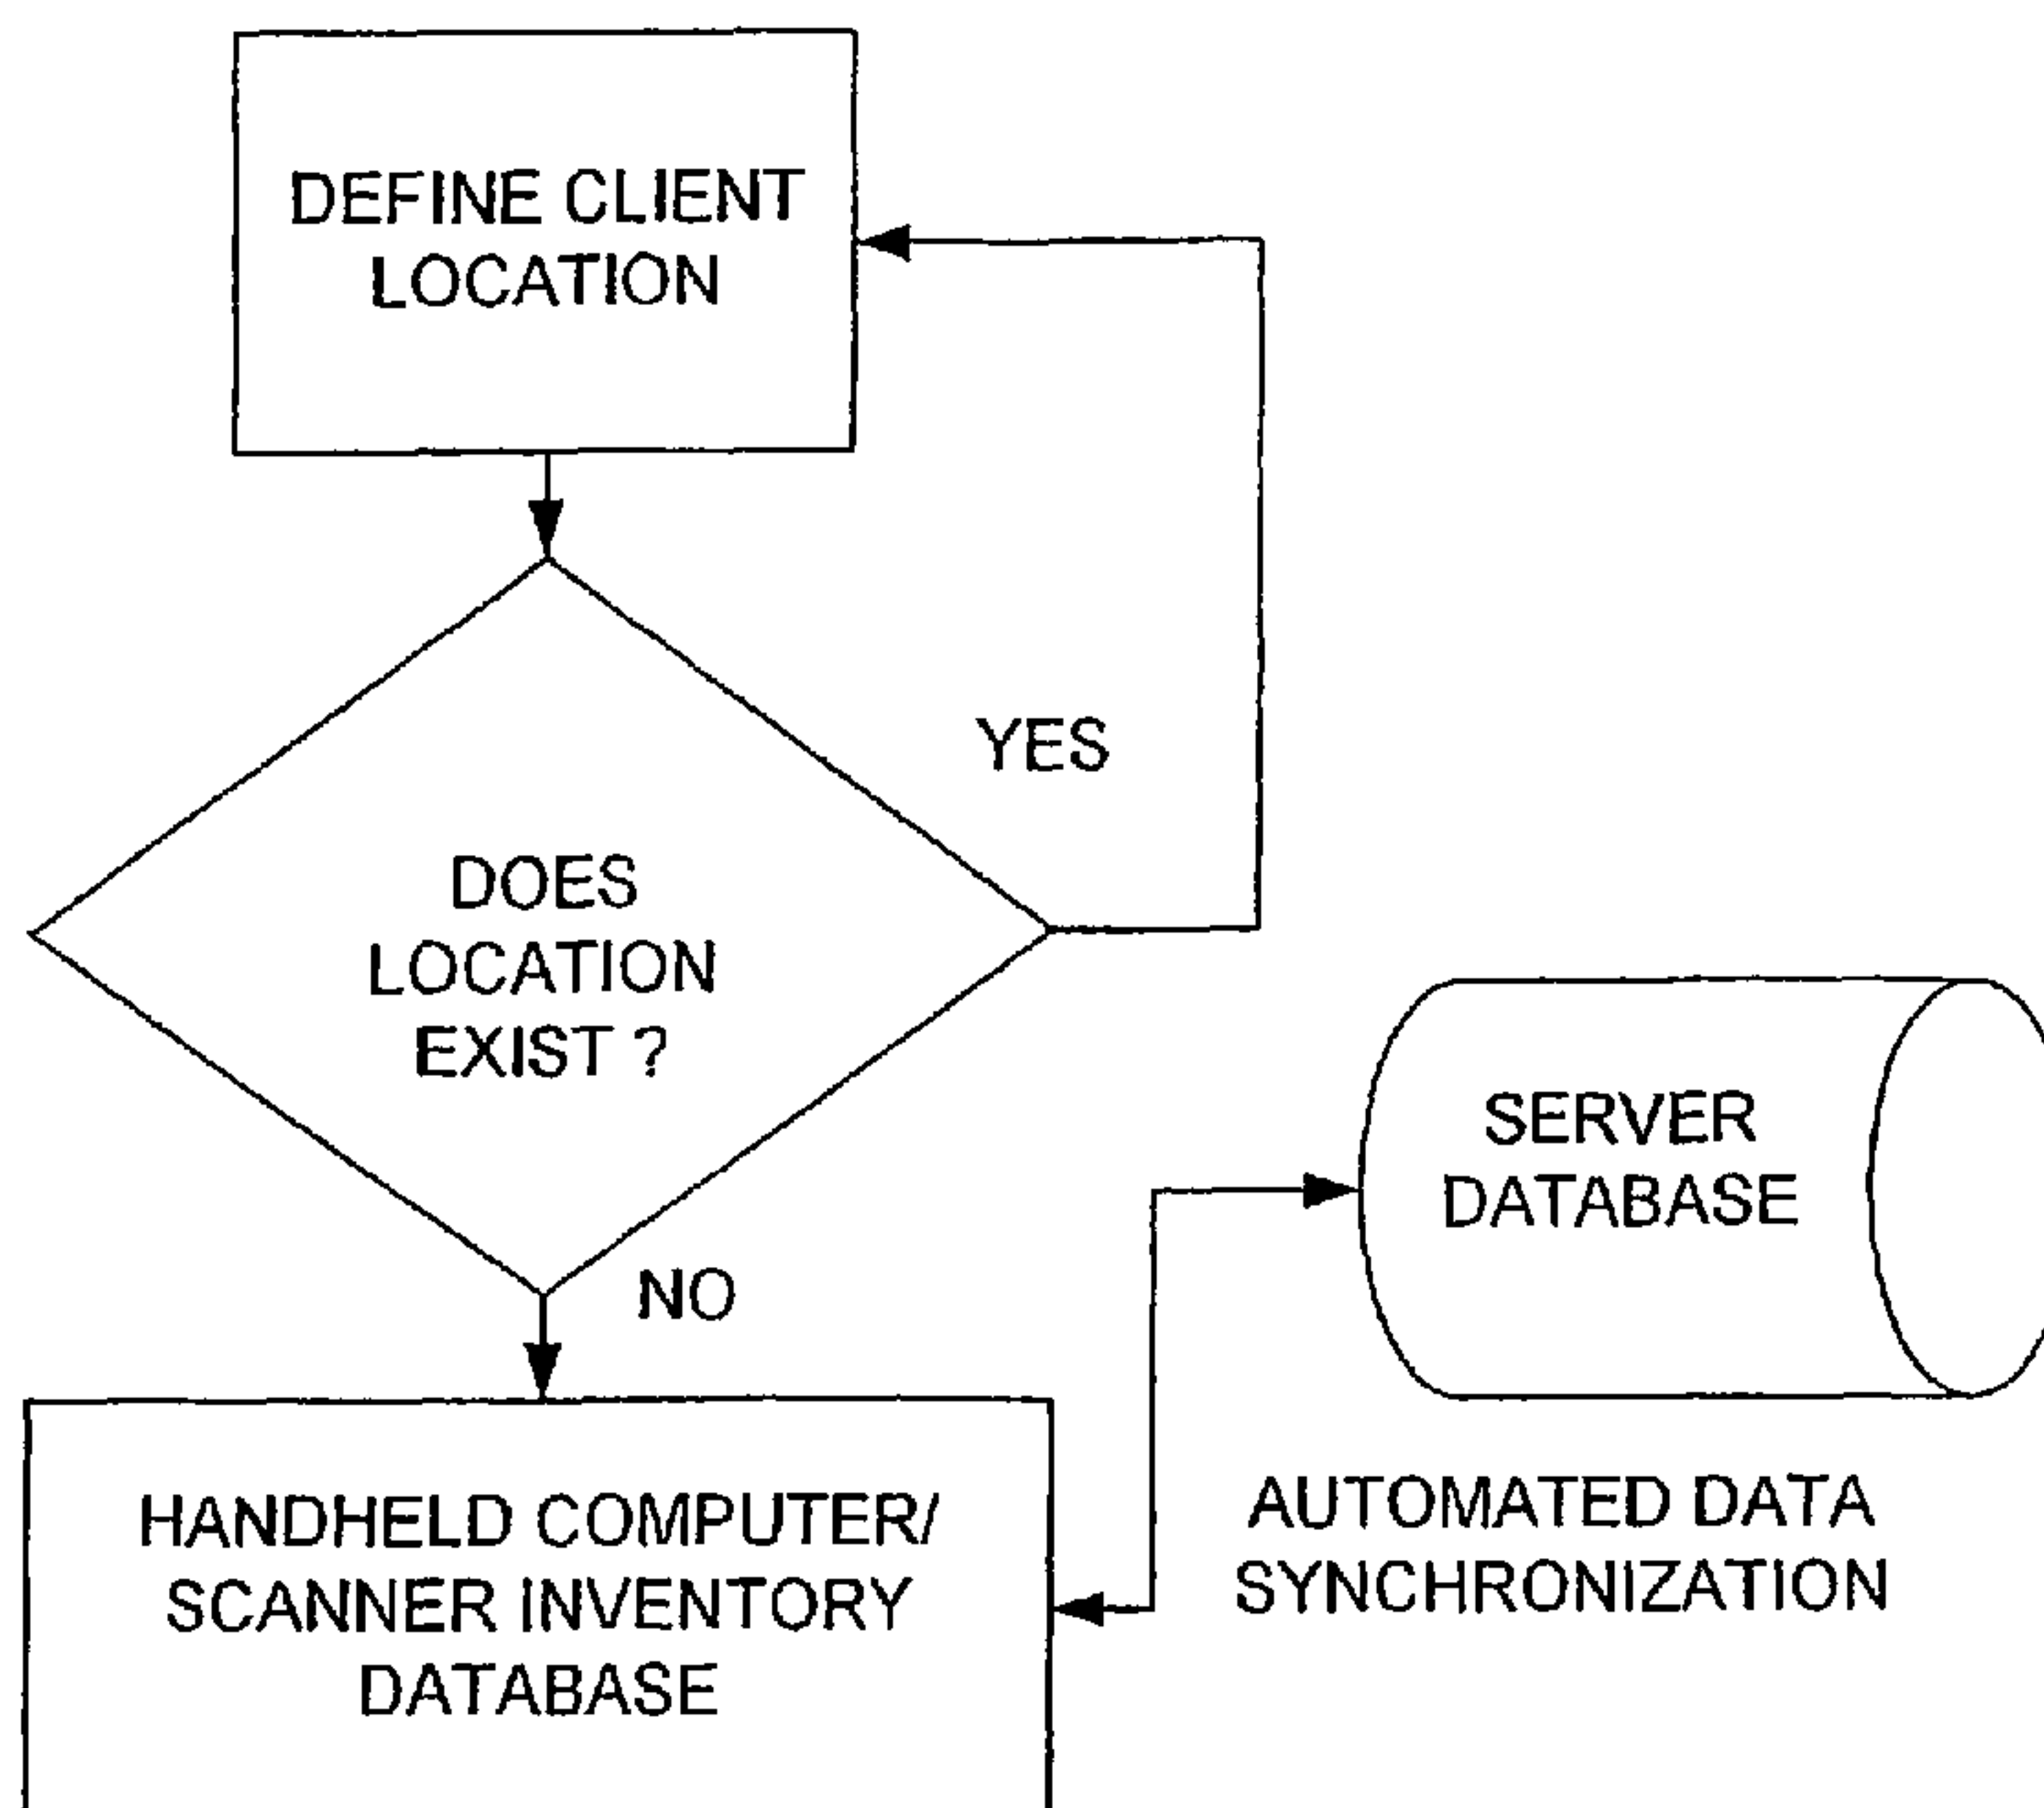 DEFINE CLIENT
LOCATION
YES
DOES
LOCATION
EXIST ?
NO
SERVER
DATABASE
HANDHELD COMPUTER/
SCANNER INVENTORY
DATABASE
AUTOMATED DATA
SYNCHRONIZATION